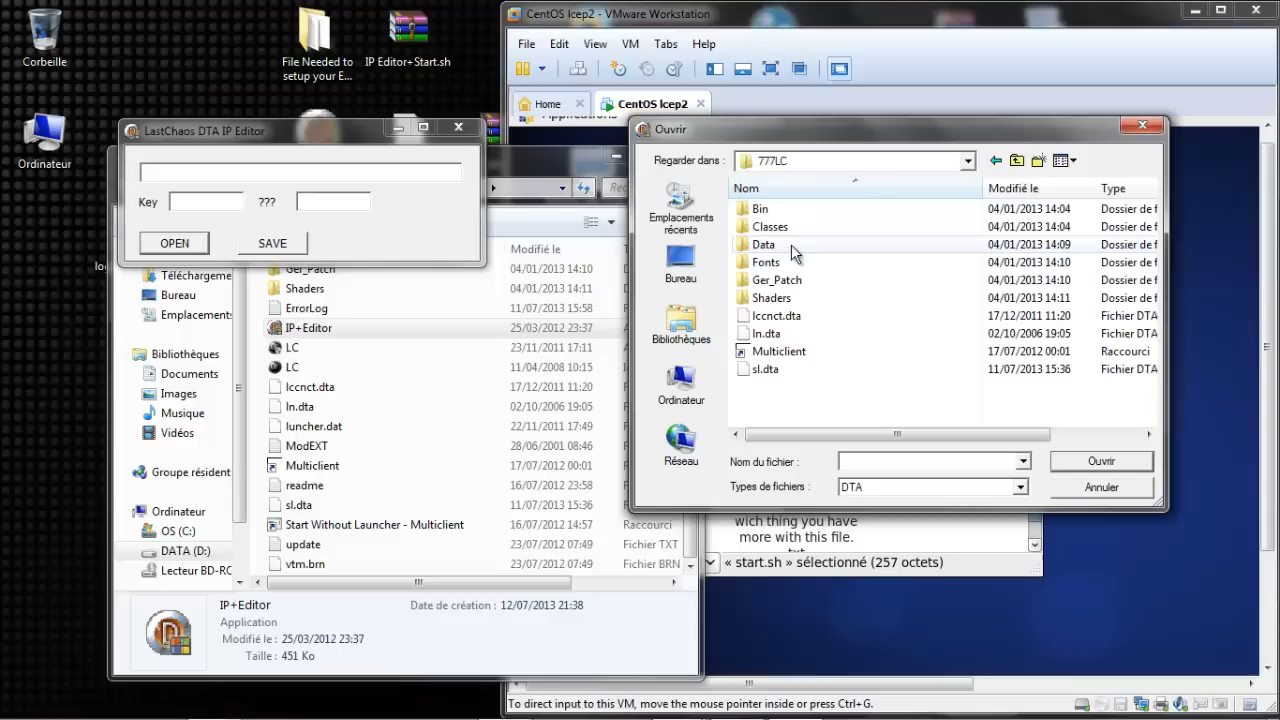 Corbeille
Ordinateur
File Needed to
setup your E...
IP Editor+Start.sh
CentOS lcep2 - VMware Workstation
File Edit View VM Tabs Help
Home
CentOS lcep2
LastChaos DTA IP Editor
Key
???
OPEN
SAVE
Ouvrir
Regarder dans :
777LC
Emplacements
récents
Bureau
Bibliothèques
Ordinateur
Réseau
Nom Modifié le Type
Bin 04/01/2013 14:04 Dossier de f
Classes 04/01/2013 14:04 Dossier de f
Data 04/01/2013 14:09 Dossier de f
Fonts 04/01/2013 14:10 Dossier de f
Ger_Patch 04/01/2013 14:10 Dossier de f
Shaders 04/01/2013 14:11 Dossier de f
lccnct.dta 17/12/2011 11:20 Fichier DTA
ln.dta 02/10/2006 19:05 Fichier DTA
Multiclient 17/07/2012 00:01 Raccourci
sl.dta 11/07/2013 15:36 Fichier DTA
Nom du fichier :
Ouvrir
Types de fichiers :
DTA
Annuler
Modifié le
Téléchargeme
Bureau
Emplacement:
Bibliothèques
Documents
Images
Musique
Vidéos
Groupe résident
Ordinateur
OS (C:)
DATA (D:)
Lecteur BD-RC
Ger_Patch 04/01/2013 14:10
Shaders 04/01/2013 14:11
ErrorLog 11/07/2013 15:58
IP+Editor 25/03/2012 23:37
LC 23/11/2011 17:11
LC 11/04/2008 10:15
lccnct.dta 17/12/2011 11:20
ln.dta 02/10/2006 19:05
luncher.dat 22/11/2011 17:49
ModEXT 28/06/2001 08:46
Multiclient 17/07/2012 00:01
readme 16/07/2012 23:58
sl.dta 11/07/2013 15:36
Start Without Launcher - Multiclient 16/07/2012 14:57 Raccourci
update 23/07/2012 07:49 Fichier TXT
vtm.brn 23/07/2012 07:49 Fichier BRN
IP+Editor
Application
Modifié le : 25/03/2012 23:37
Taille : 451 Ko
Date de création : 12/07/2013 21:38
wich thing you have
more with this file.
« start.sh » sélectionné (257 octets)
To direct input to this VM, move the mouse pointer inside or press Ctrl+G.